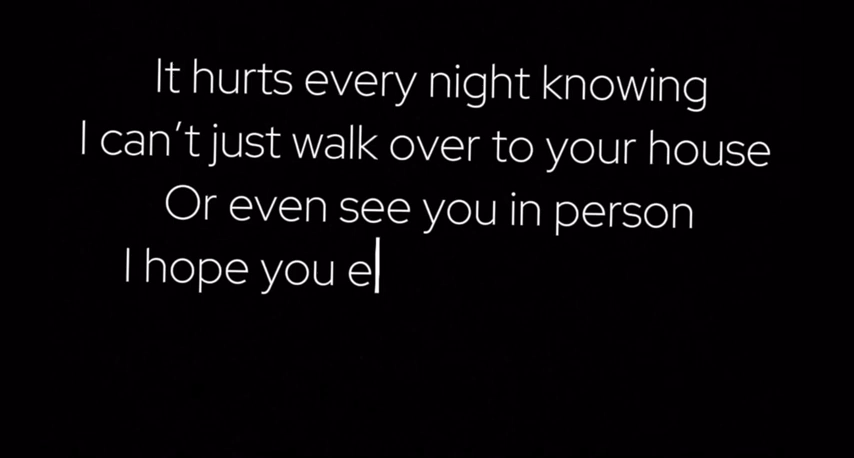 It hurts every night knowing
I can't just walk over to your house
Or even see you in person
I hope you e